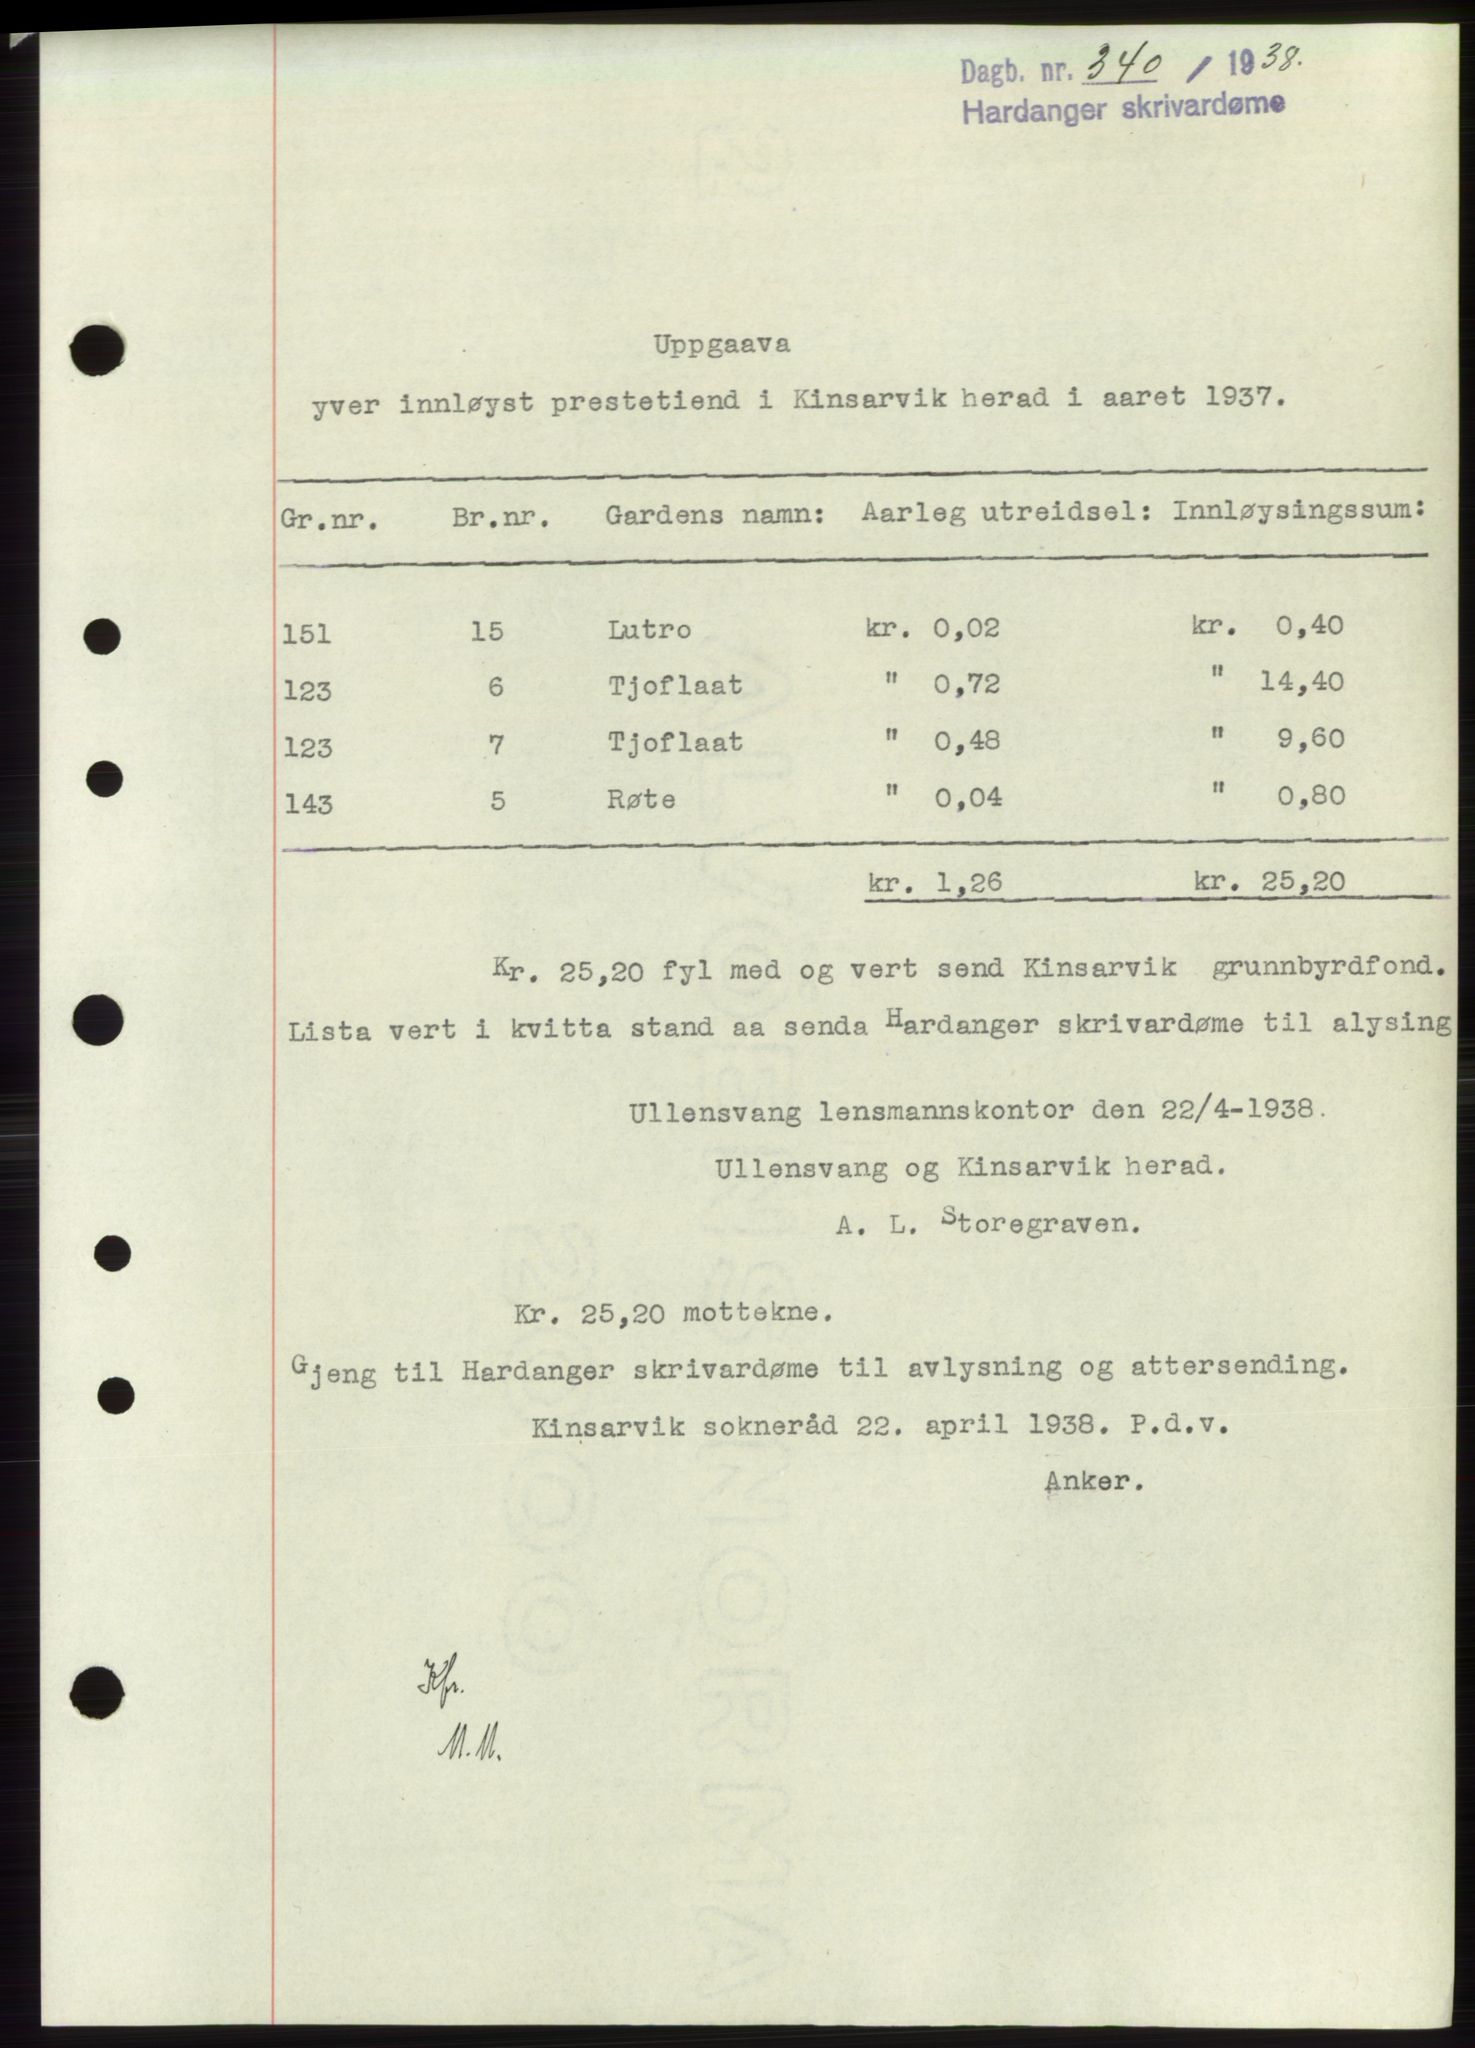 Dagb. nr. 340 / 1938.
Hardanger skrivardøme
Uppgaava
yver innløyst prestetiend i Kinsarvik herad i aaret 1937.
Gr.nr. Br.nr. Gardens namn: Aarleg utreidsel: Innløysingssum:
151 15 Lutro kr. 0,02 kr. 0,40
123 6 Tjoflaat " 0,72 " 14,40
123 7 Tjoflaat " 0,48 " 9,60
143 5 Røte " 0,04 " 0,80
kr. 1,26 kr. 25,20
Kr. 25,20 fyl med og vert send Kinsarvik grunnbyrdfond.
Lista vert i kvitta stand aa senda Hardanger skrivardøme til alysing
Ullensvang lensmannskontor den 22/4-1938.
Ullensvang og Kinsarvik herad.
A. L. Storegraven.
Kr. 25,20 mottekne.
Gjeng til Hardanger skrivardøme til avlysning og attersending.
Kinsarvik sokneråd 22. april 1938. P.d.v.
Anker.
M.M.